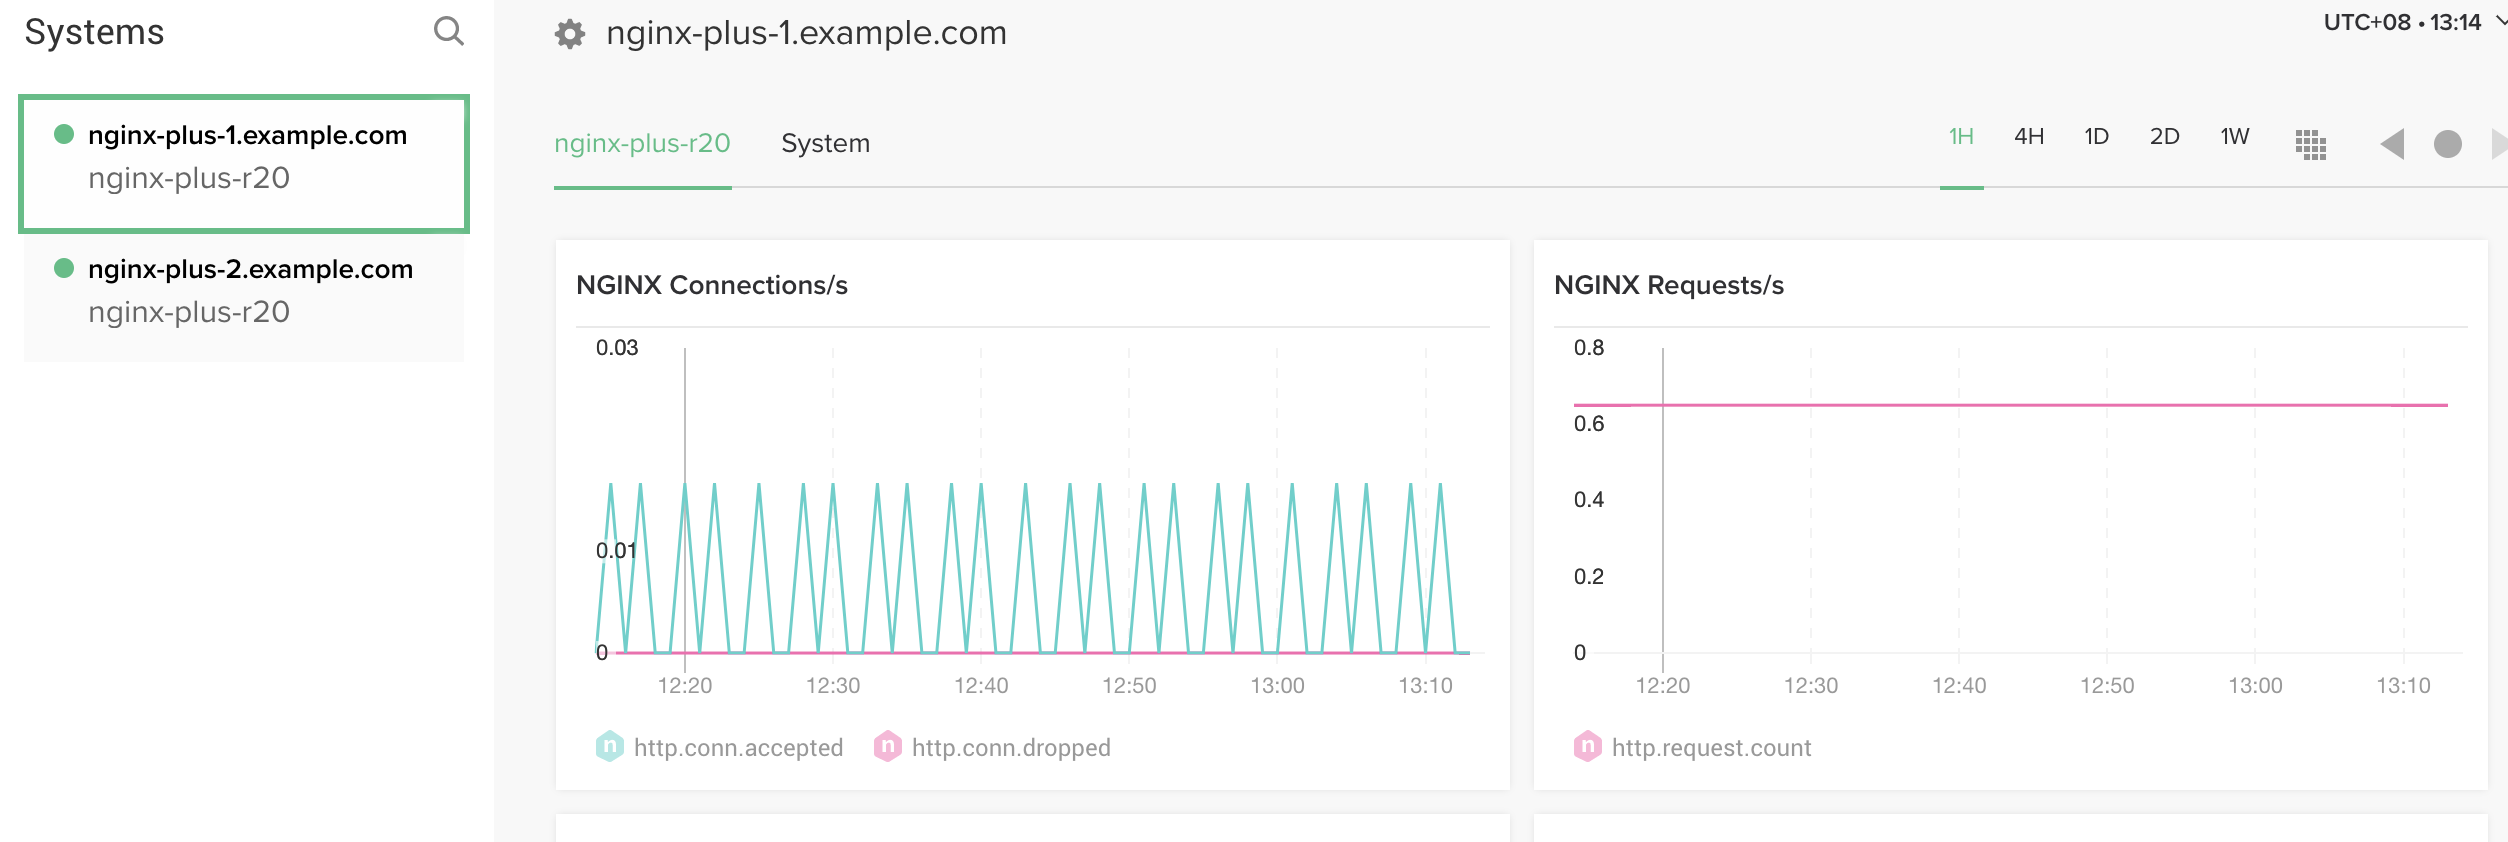 Systems
nginx-plus-1.example.com
nginx-plus-r20
nginx-plus-2.example.com
nginx-plus-r20
nginx-plus-1.example.com
UTC+08 • 13:14
nginx-plus-r20 System
1H 4H 1D 2D 1W
NGINX Connections/s
0.03
0.01
0
12:20 12:30 12:40 12:50 13:00 13:10
n http.conn.accepted n http.conn.dropped
NGINX Requests/s
0.8
0.6
0.4
0.2
0
12:20 12:30 12:40 12:50 13:00 13:10
n http.request.count